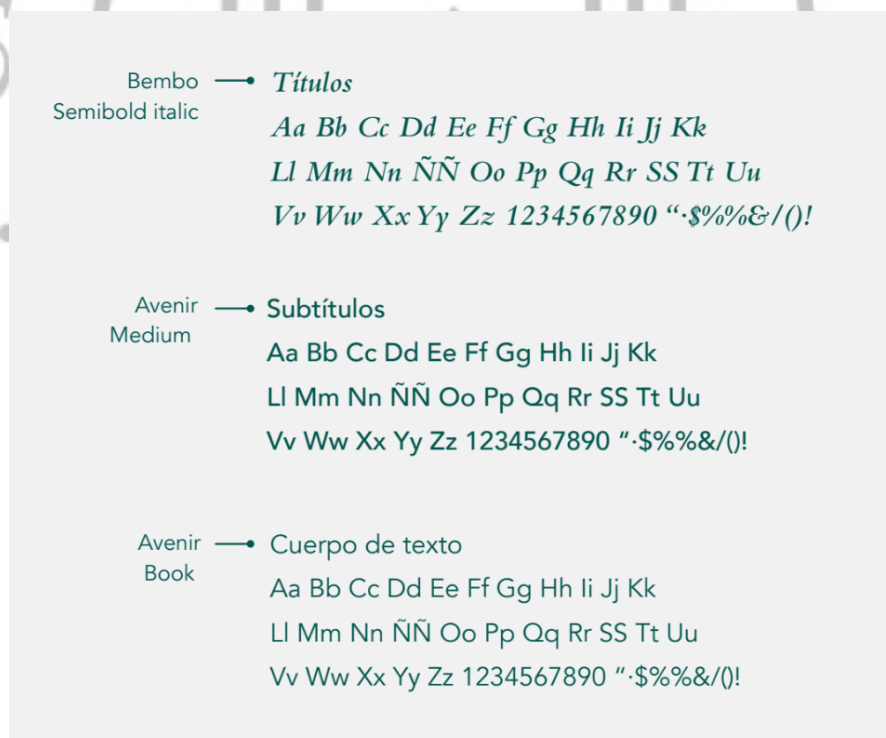 Bembo
Semibold italic
Títulos
Aa Bb Cc Dd Ee Ff Gg Hh Ii Jj Kk
Ll Mm Nn ÑÑ Oo Pp Qq Rr SS Tt Uu
Vv Ww Xx Yy Zz 1234567890 “·$%%&/()!
Avenir
Medium
Subtítulos
Aa Bb Cc Dd Ee Ff Gg Hh Ii Jj Kk
Ll Mm Nn ÑÑ Oo Pp Qq Rr SS Tt Uu
Vv Ww Xx Yy Zz 1234567890 “·$%%&/()!
Avenir
Book
Cuerpo de texto
Aa Bb Cc Dd Ee Ff Gg Hh Ii Jj Kk
Ll Mm Nn ÑÑ Oo Pp Qq Rr SS Tt Uu
Vv Ww Xx Yy Zz 1234567890 “·$%%&/()!